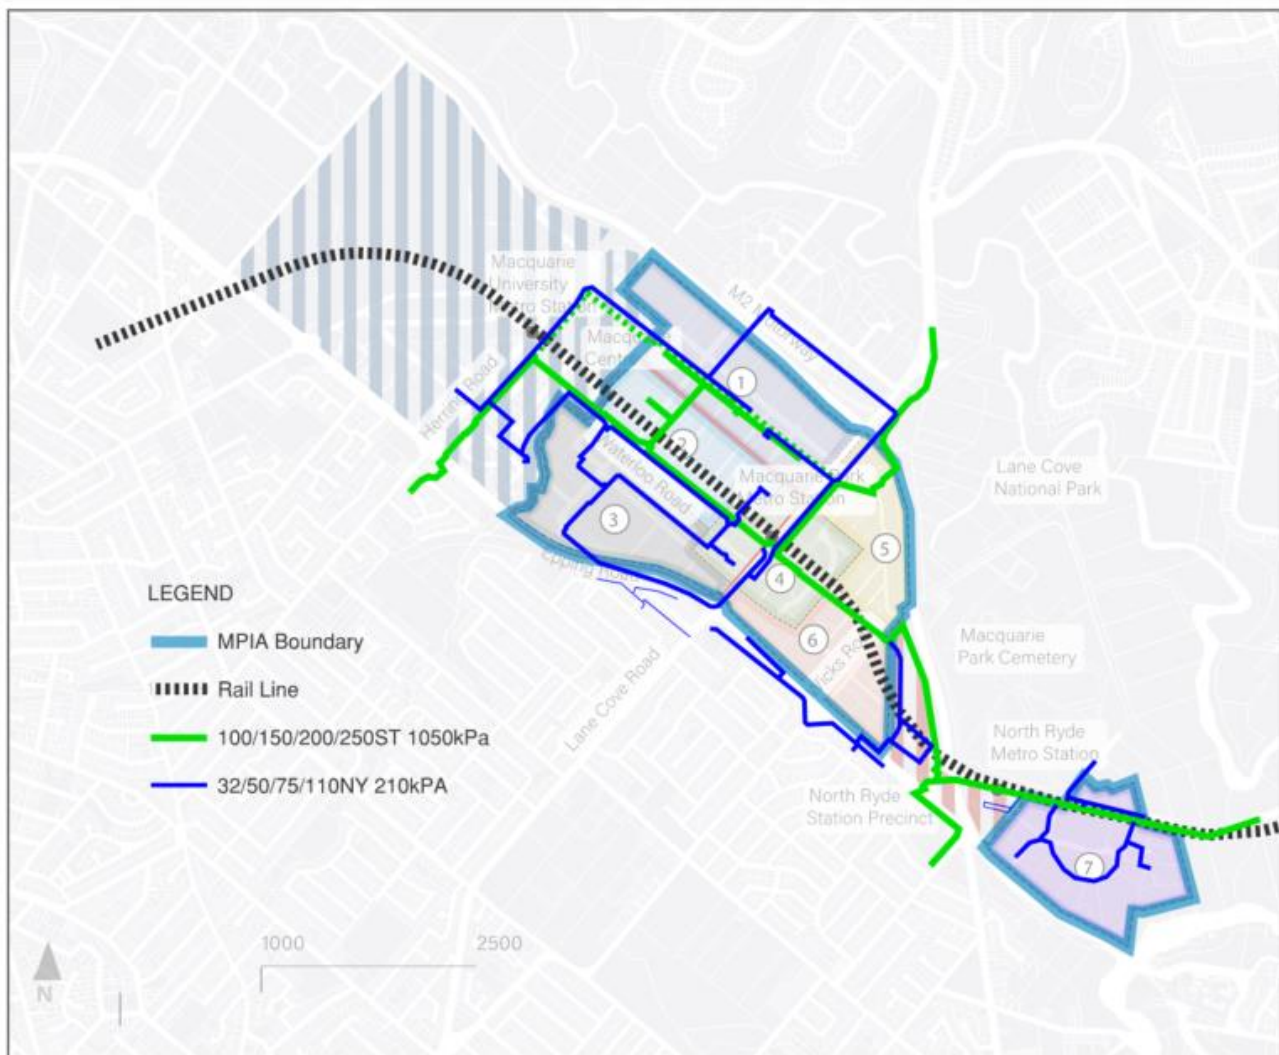 Macquarie
University
Metro Station
M2 Motorway
Herring Road
1
2
Waterloo Road
Macquarie Park
Metro Station
Lane Cove
National Park
3
5
Epping Road
4
LEGEND
MPIA Boundary
6
Macquarie
Park Cemetery
Rail Line
Lane Cove Road
100/150/200/250ST 1050kPa
North Ryde
Metro Station
32/50/75/110NY 210kPA
North Ryde
Station Precinct
7
1000
2500
N